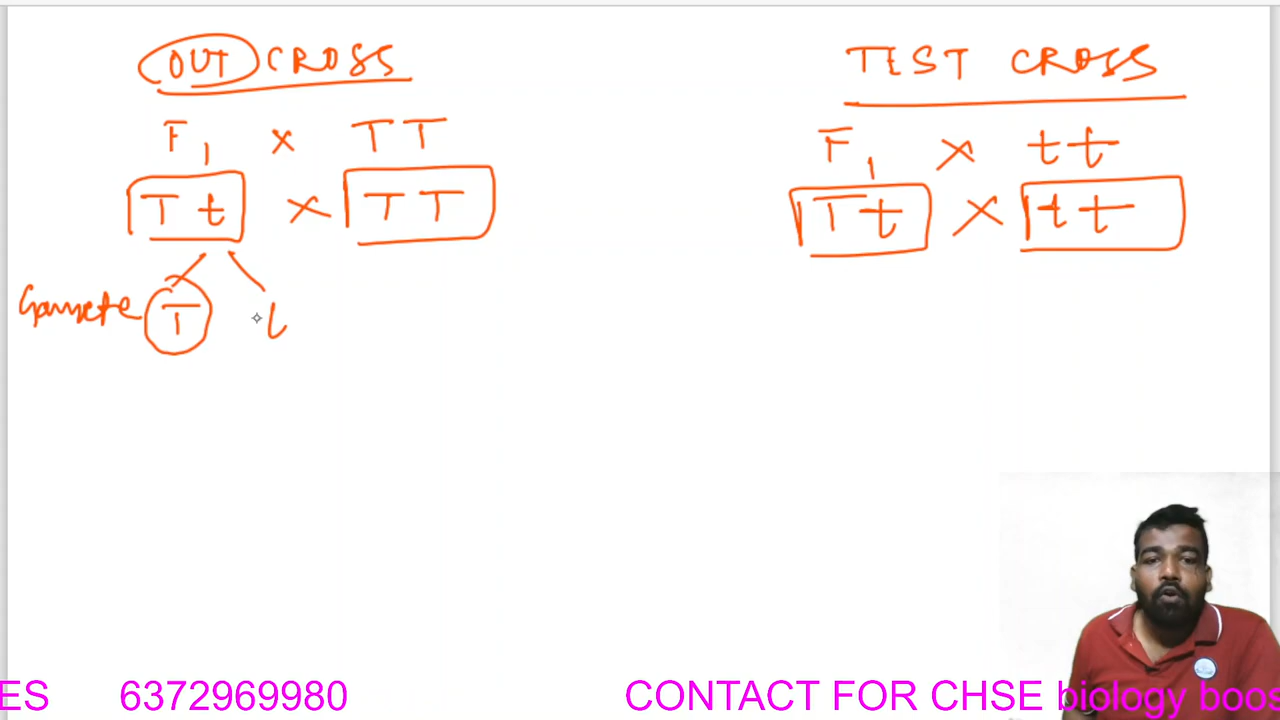 OUT CROSS
F1 × TT
Tt × TT
Gamete T
TEST CROSS
F1 × tt
Tt × tt
ES 6372969980 CONTACT FOR CHSE biology boos